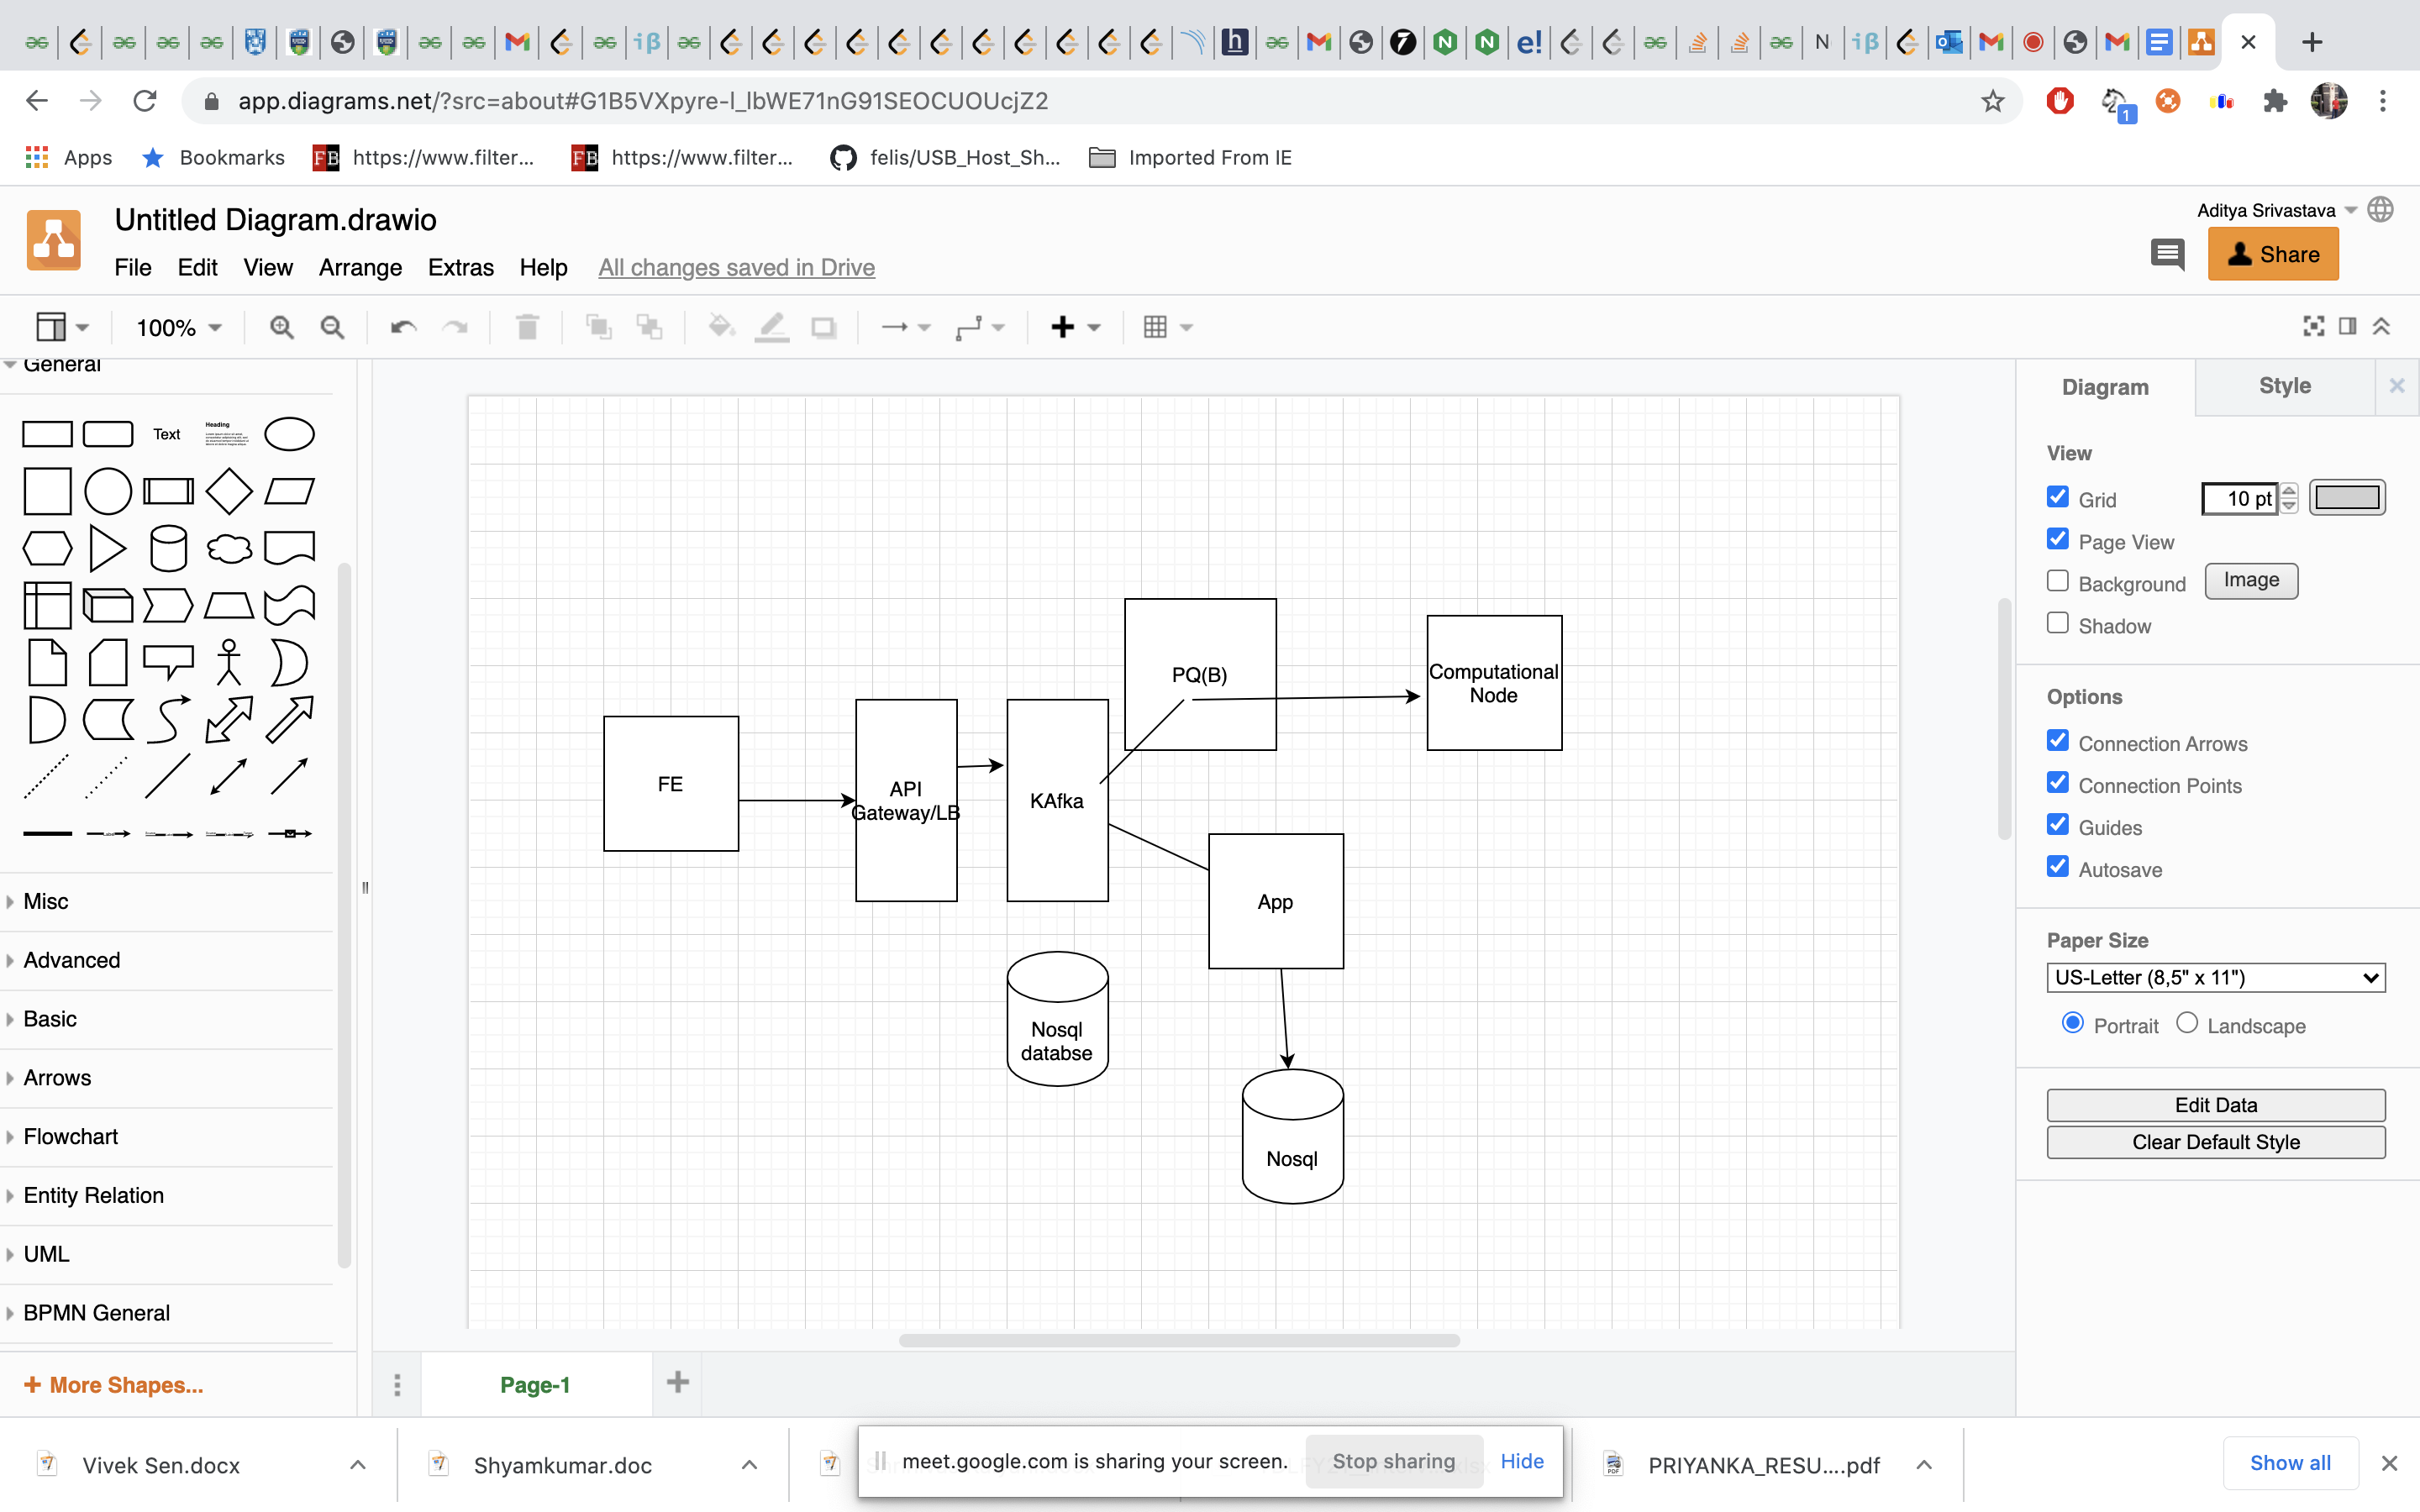 app.diagrams.net/?src=about#G1B5VXpyre-l_lbWE71nG91SEOCUOUcjZ2
1
Apps
Bookmarks
FB https://www.filter...
FB https://www.filter...
felis/USB_Host_Sh...
Imported From IE
Untitled Diagram.drawio
Aditya Srivastava
File Edit View Arrange Extras Help All changes saved in Drive
Share
100%
General
Text
Heading
Diagram
Style
View
Grid
10 pt
Page View
Background
Image
Shadow
Options
Connection Arrows
Connection Points
Guides
Autosave
Paper Size
US-Letter (8,5" x 11")
Portrait
Landscape
Edit Data
Clear Default Style
PQ(B)
Computational
Node
FE
API
Gateway/LB
KAfka
App
Nosql
databse
Nosql
Misc
Advanced
Basic
Arrows
Flowchart
Entity Relation
UML
BPMN General
+ More Shapes...
Page-1
Vivek Sen.docx
Shyamkumar.doc
meet.google.com is sharing your screen.
Stop sharing
Hide
PRIYANKA_RESU....pdf
Show all